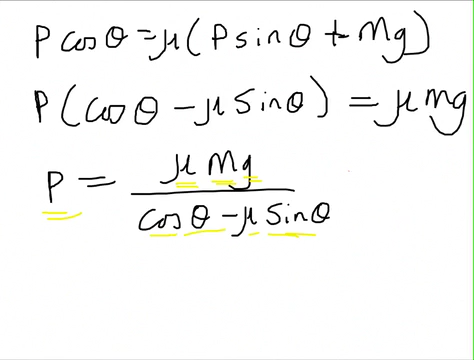 P cosθ = μ(P sinθ + Mg)
P(cosθ − μ sinθ) = μ mg
P = μ Mg
cosθ − μ sinθ